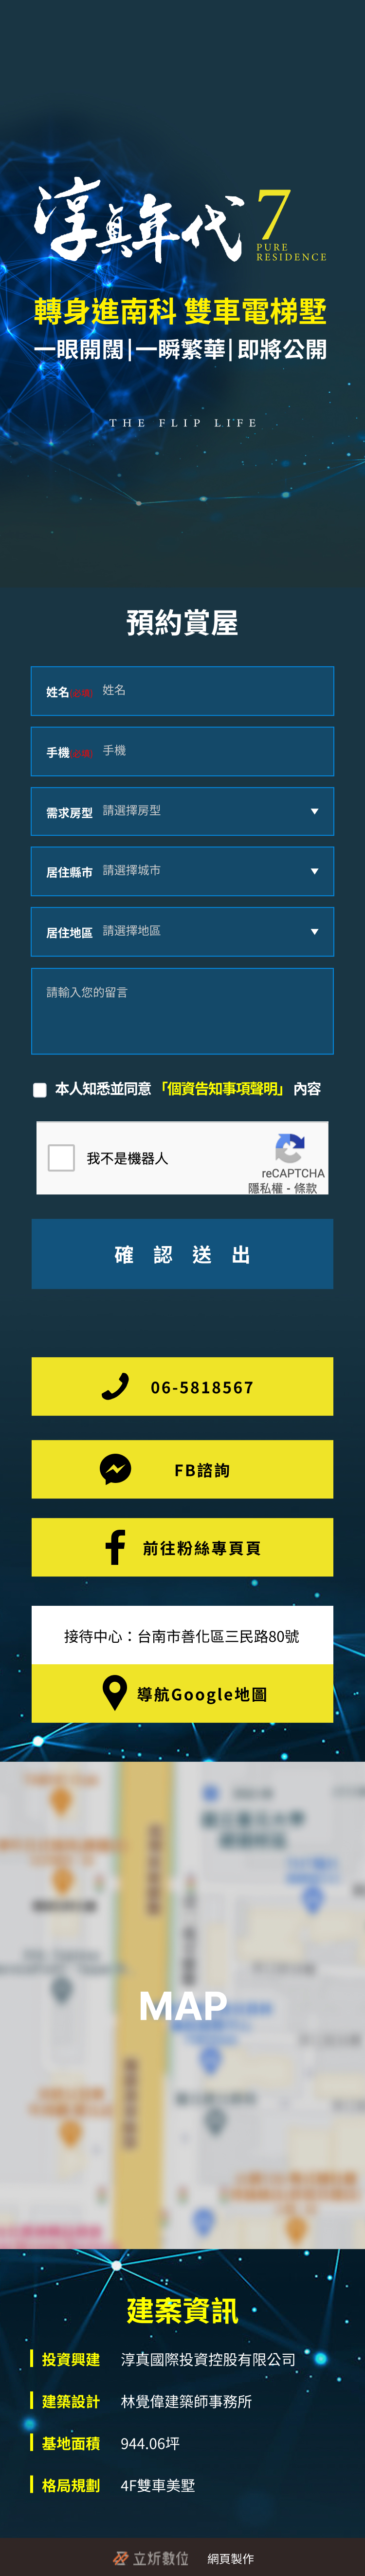 淳真年代 7
PURE
RESIDENCE
轉身進南科 雙車電梯墅
一眼開闊|一瞬繁華|即將公開
THE FLIP LIFE
預約賞屋
姓名(必填) 姓名
手機(必填) 手機
需求房型 請選擇房型
居住縣市 請選擇城市
居住地區 請選擇地區
請輸入您的留言
本人知悉並同意「個資告知事項聲明」內容
我不是機器人
reCAPTCHA
隱私權 - 條款
確認送出
06-5818567
FB諮詢
前往粉絲專頁頁
接待中心：台南市善化區三民路80號
導航Google地圖
MAP
建案資訊
投資興建 淳真國際投資控股有限公司
建築設計 林覺偉建築師事務所
基地面積 944.06坪
格局規劃 4F雙車美墅
立炘數位 網頁製作